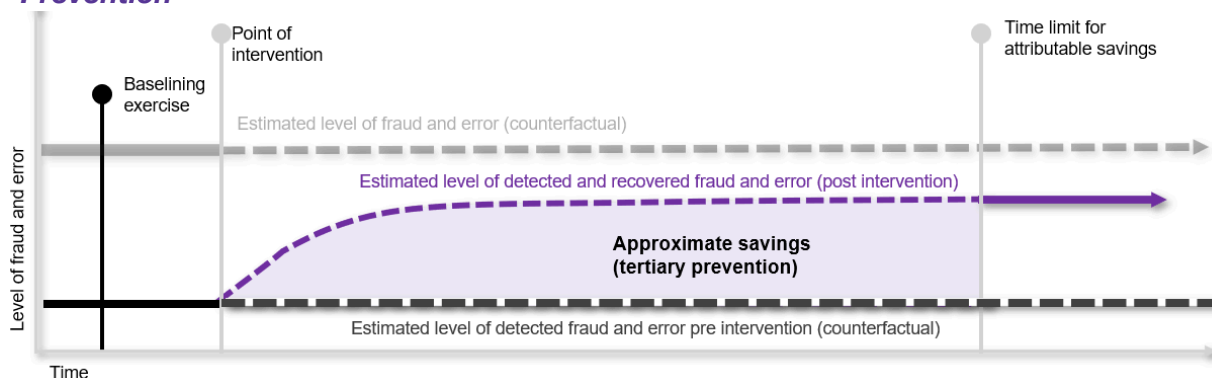 Prevention
Point of
intervention
Time limit for
attributable savings
Baselining
exercise
Estimated level of fraud and error (counterfactual)
Estimated level of detected and recovered fraud and error (post intervention)
Approximate savings
(tertiary prevention)
Estimated level of detected fraud and error pre intervention (counterfactual)
Level of fraud and error
Time